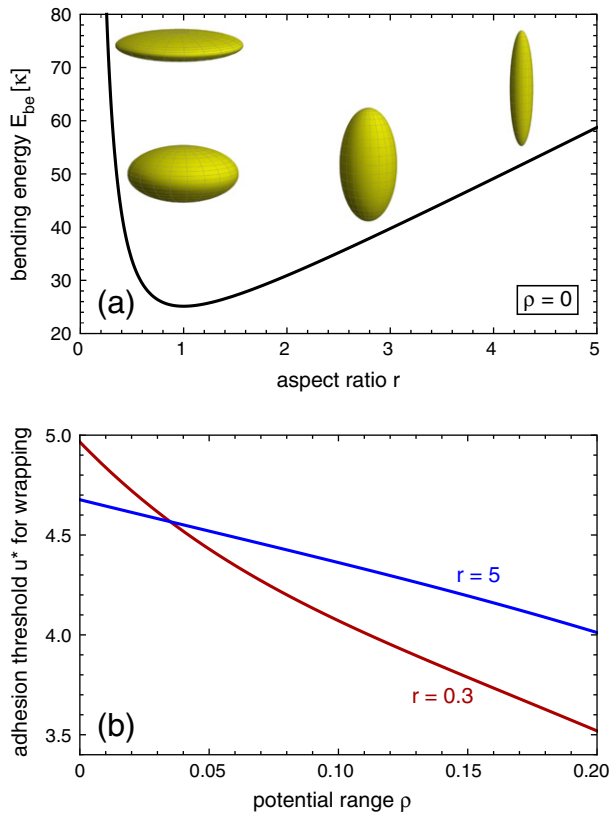 bending energy E_be [κ]
80
70
60
50
40
30
20
(a)
ρ = 0
0 1 2 3 4 5
aspect ratio r
adhesion threshold u* for wrapping
5.0
4.5
4.0
3.5
r = 5
r = 0.3
(b)
0 0.05 0.10 0.15 0.20
potential range ρ